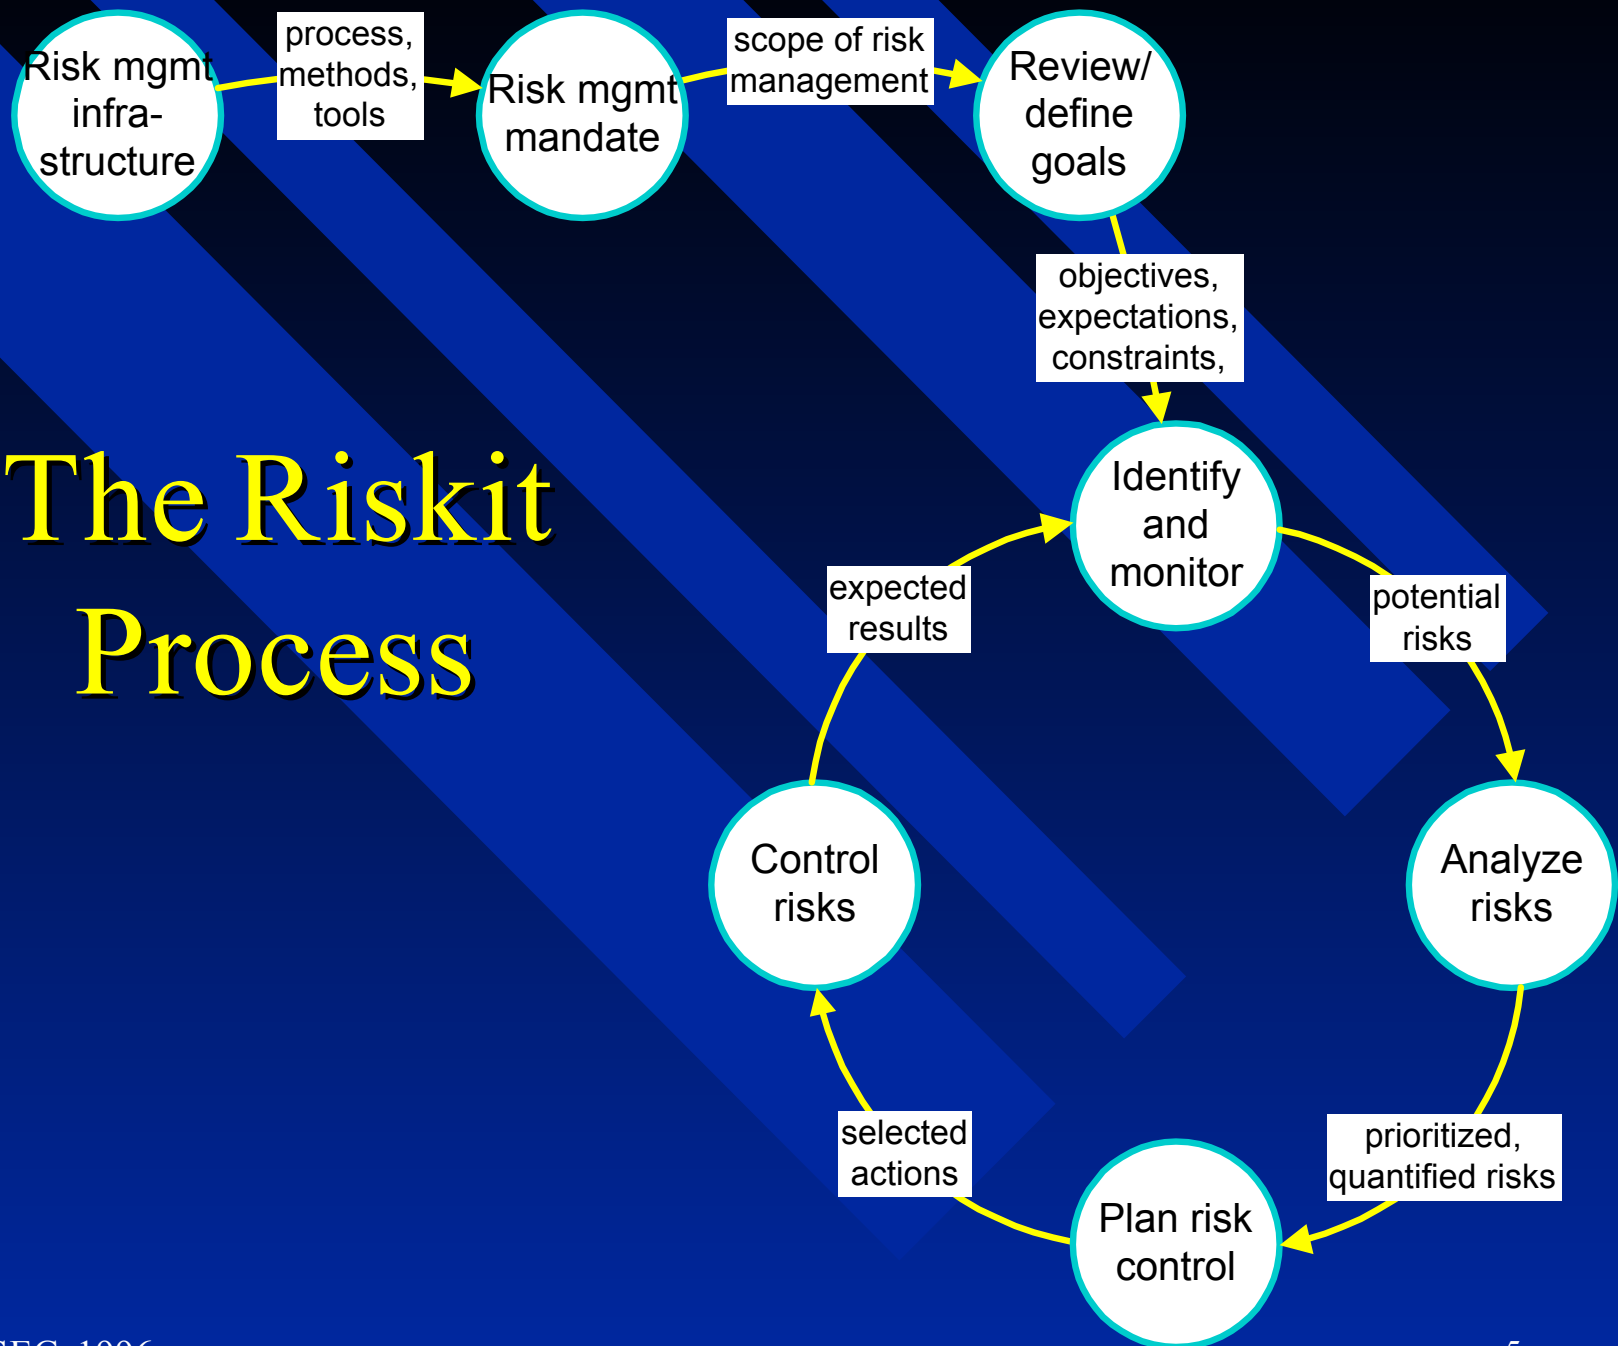 Risk mgmt
infra-
structure
process,
methods,
tools
Risk mgmt
mandate
scope of risk
management
Review/
define
goals
objectives,
expectations,
constraints,
The Riskit
Process
Identify
and
monitor
expected
results
potential
risks
Control
risks
Analyze
risks
selected
actions
prioritized,
quantified risks
Plan risk
control